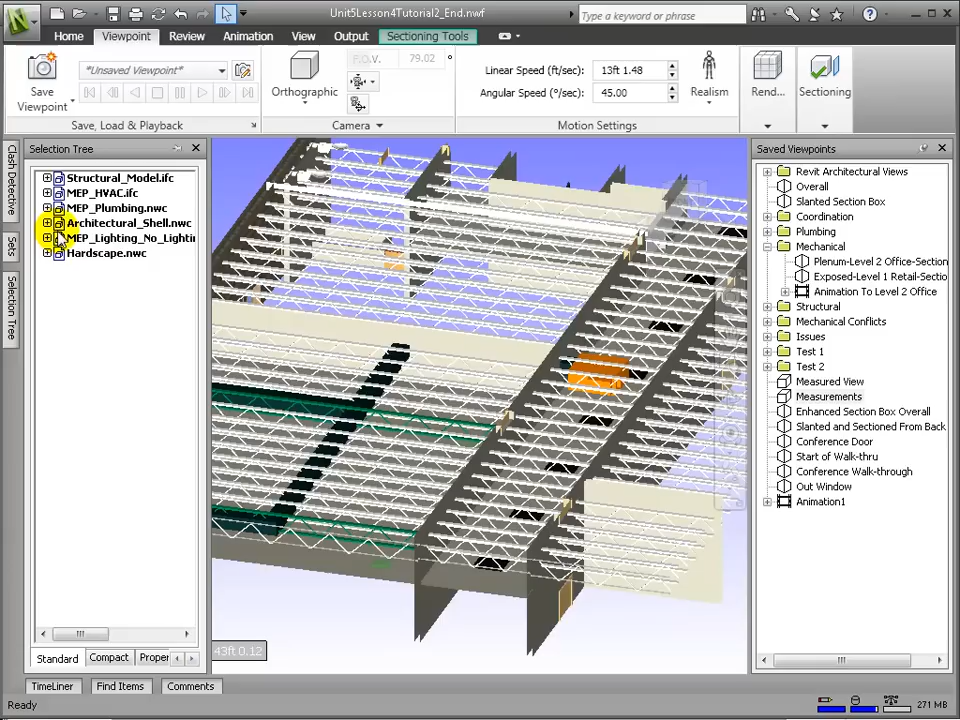 Unit5Lesson4Tutorial2_End.nwf
Type a keyword or phrase
Home Viewpoint Review Animation View Output Sectioning Tools
*Unsaved Viewpoint*
Save Viewpoint
Save, Load & Playback
Orthographic
F.O.V. 79.02 °
Camera
Linear Speed (ft/sec): 13ft 1.48
Angular Speed (°/sec): 45.00
Motion Settings
Realism
Rend...
Sectioning
Clash Detective
Sets
Selection Tree
Selection Tree
Structural_Model.ifc
MEP_HVAC.ifc
MEP_Plumbing.nwc
Architectural_Shell.nwc
MEP_Lighting_No_Lightin
Hardscape.nwc
Standard Compact Proper
43ft 0.12
Saved Viewpoints
Revit Architectural Views
Overall
Slanted Section Box
Coordination
Plumbing
Mechanical
Plenum-Level 2 Office-Section
Exposed-Level 1 Retail-Sectio
Animation To Level 2 Office
Structural
Mechanical Conflicts
Issues
Test 1
Test 2
Measured View
Measurements
Enhanced Section Box Overall
Slanted and Sectioned From Back
Conference Door
Start of Walk-thru
Conference Walk-through
Out Window
Animation1
TimeLiner Find Items Comments
Ready
271 MB